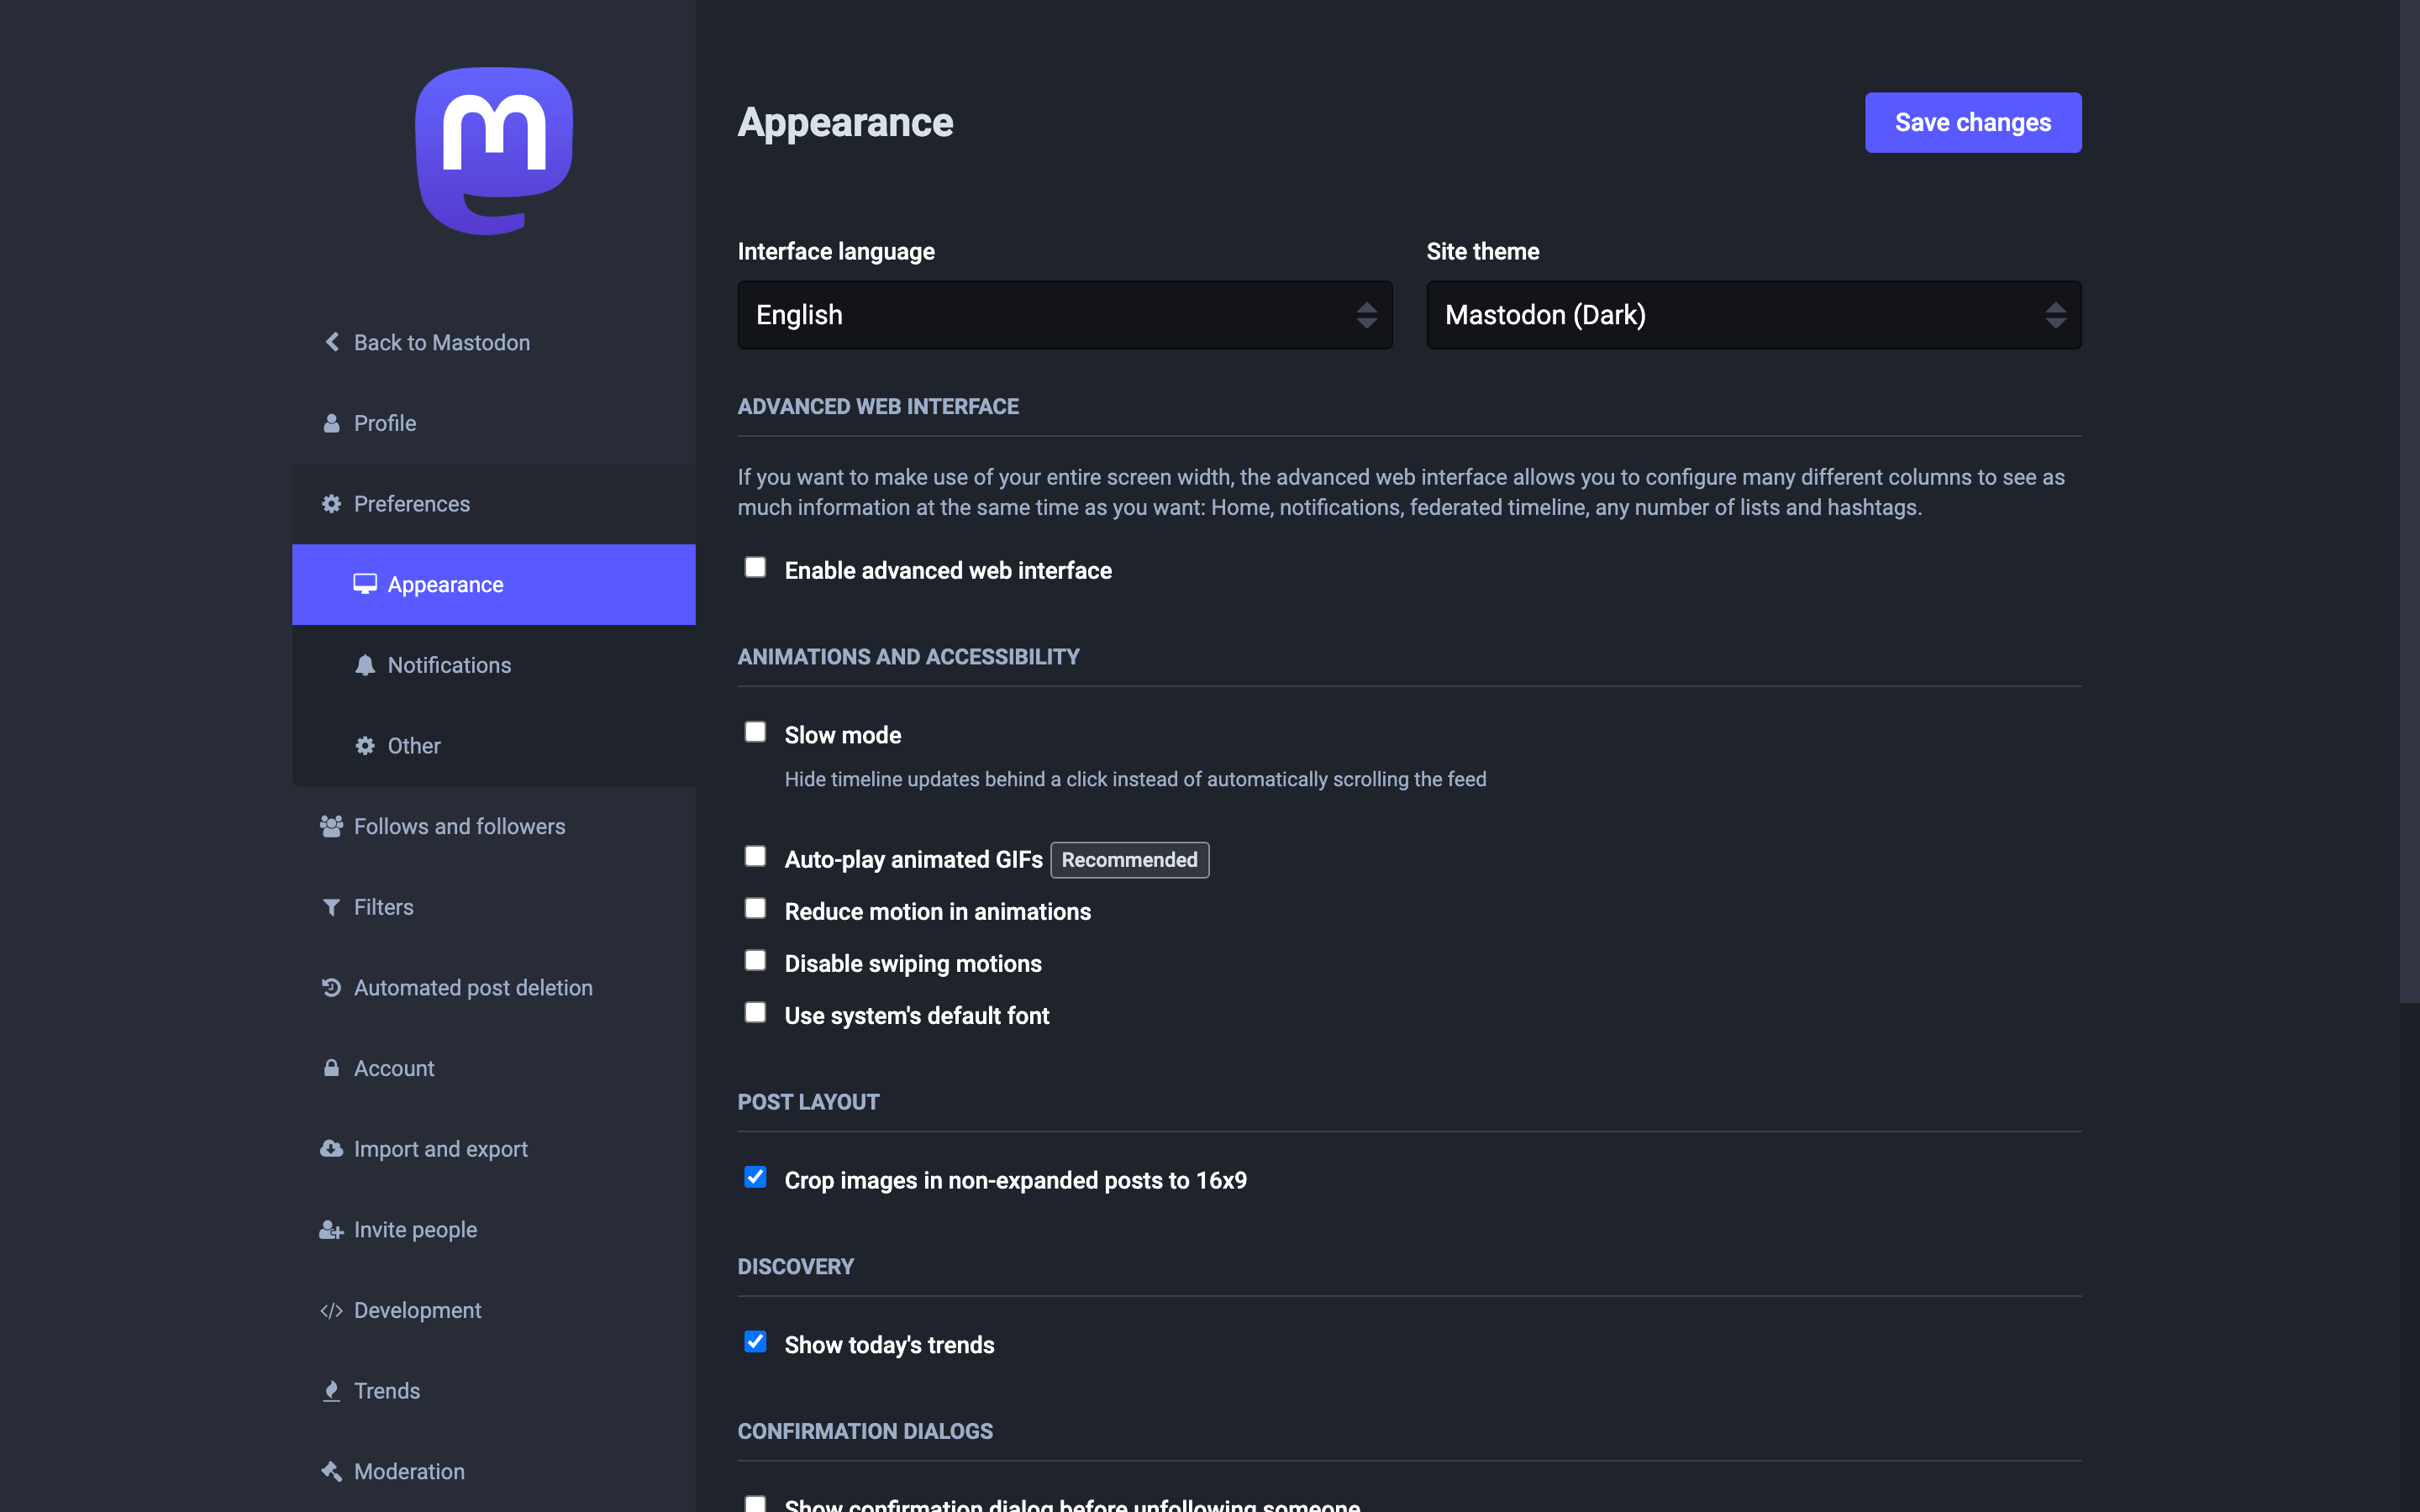 Back to Mastodon
Profile
Preferences
Appearance
Notifications
Other
Follows and followers
Filters
Automated post deletion
Account
Import and export
Invite people
Development
Trends
Moderation
Appearance
Save changes
Interface language
English
Site theme
Mastodon (Dark)
ADVANCED WEB INTERFACE
If you want to make use of your entire screen width, the advanced web interface allows you to configure many different columns to see as
much information at the same time as you want: Home, notifications, federated timeline, any number of lists and hashtags.
Enable advanced web interface
ANIMATIONS AND ACCESSIBILITY
Slow mode
Hide timeline updates behind a click instead of automatically scrolling the feed
Auto-play animated GIFs Recommended
Reduce motion in animations
Disable swiping motions
Use system's default font
POST LAYOUT
Crop images in non-expanded posts to 16x9
DISCOVERY
Show today's trends
CONFIRMATION DIALOGS
Show confirmation dialog before unfollowing someone